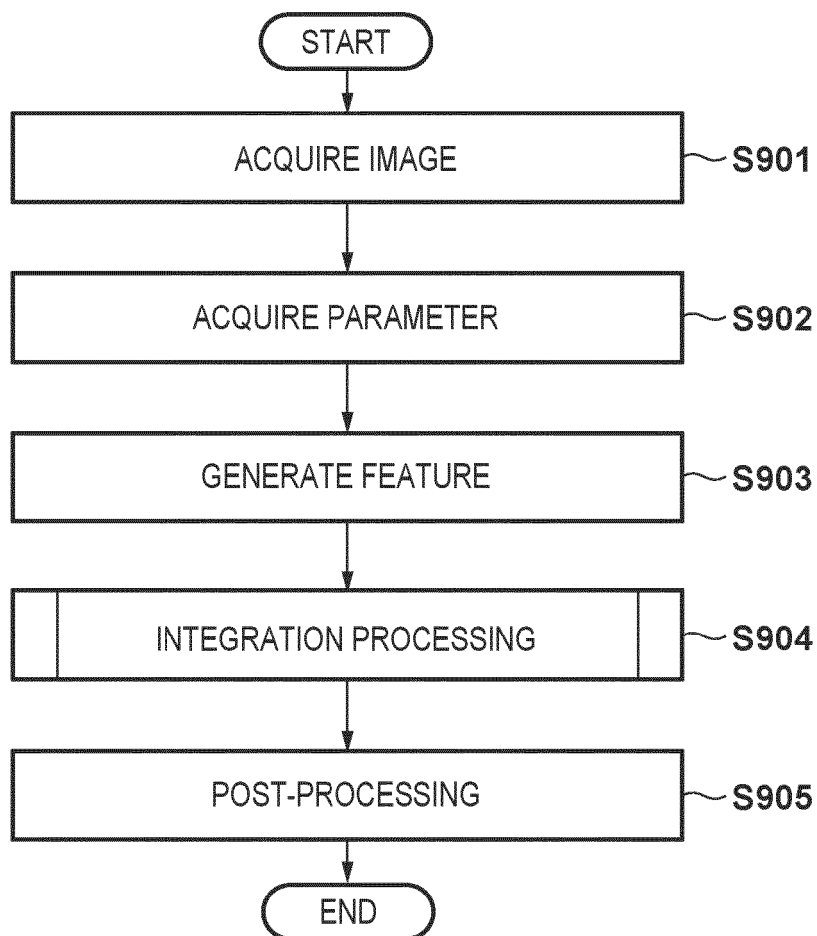 START
ACQUIRE IMAGE S901
ACQUIRE PARAMETER S902
GENERATE FEATURE S903
INTEGRATION PROCESSING S904
POST-PROCESSING S905
END